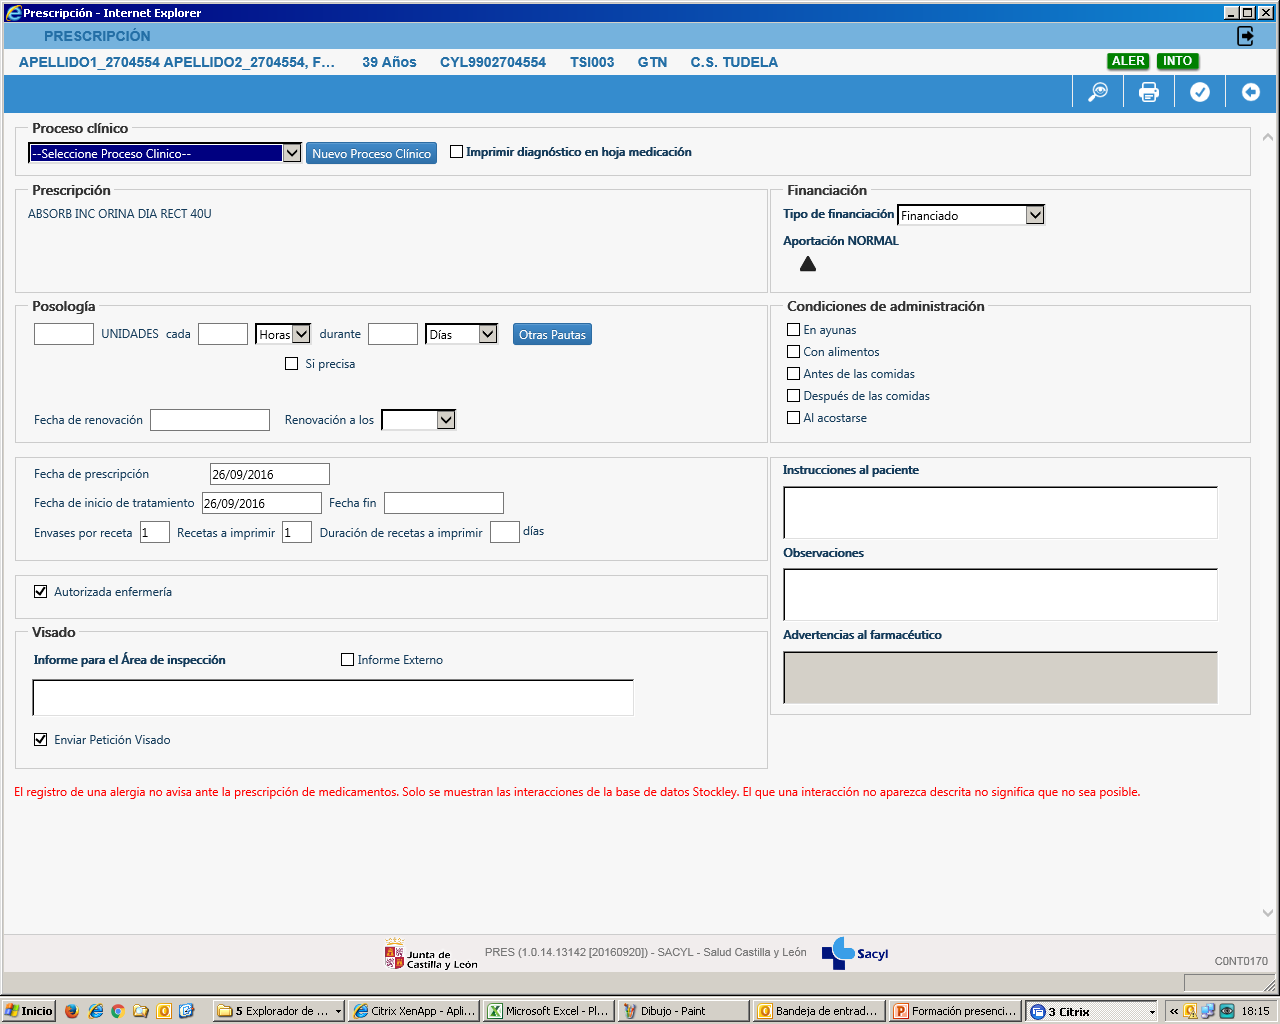 Prescripción - Internet Explorer
PRESCRIPCIÓN
APELLIDO1_2704554 APELLIDO2_2704554, F... 39 Años CYL9902704554 TSI003 GTN C.S. TUDELA ALER INTO
Proceso clínico
--Seleccione Proceso Clinico-- Nuevo Proceso Clínico Imprimir diagnóstico en hoja medicación
Prescripción
ABSORB INC ORINA DIA RECT 40U
Financiación
Tipo de financiación Financiado
Aportación NORMAL
Posología
UNIDADES cada Horas durante Días Otras Pautas
Si precisa
Fecha de renovación Renovación a los
Condiciones de administración
En ayunas
Con alimentos
Antes de las comidas
Después de las comidas
Al acostarse
Fecha de prescripción 26/09/2016
Fecha de inicio de tratamiento 26/09/2016 Fecha fin
Envases por receta 1 Recetas a imprimir 1 Duración de recetas a imprimir días
Autorizada enfermería
Visado
Informe para el Área de inspección Informe Externo
Enviar Petición Visado
Instrucciones al paciente
Observaciones
Advertencias al farmacéutico
El registro de una alergia no avisa ante la prescripción de medicamentos. Solo se muestran las interacciones de la base de datos Stockley. El que una interacción no aparezca descrita no significa que no sea posible.
Junta de
Castilla y León
PRES (1.0.14.13142 [20160920]) - SACYL - Salud Castilla y León
Sacyl
C0NT0170
Inicio 5 Explorador de ... Citrix XenApp - Apli... Microsoft Excel - Pl... Dibujo - Paint Bandeja de entrad... Formación presenci... 3 Citrix 18:15